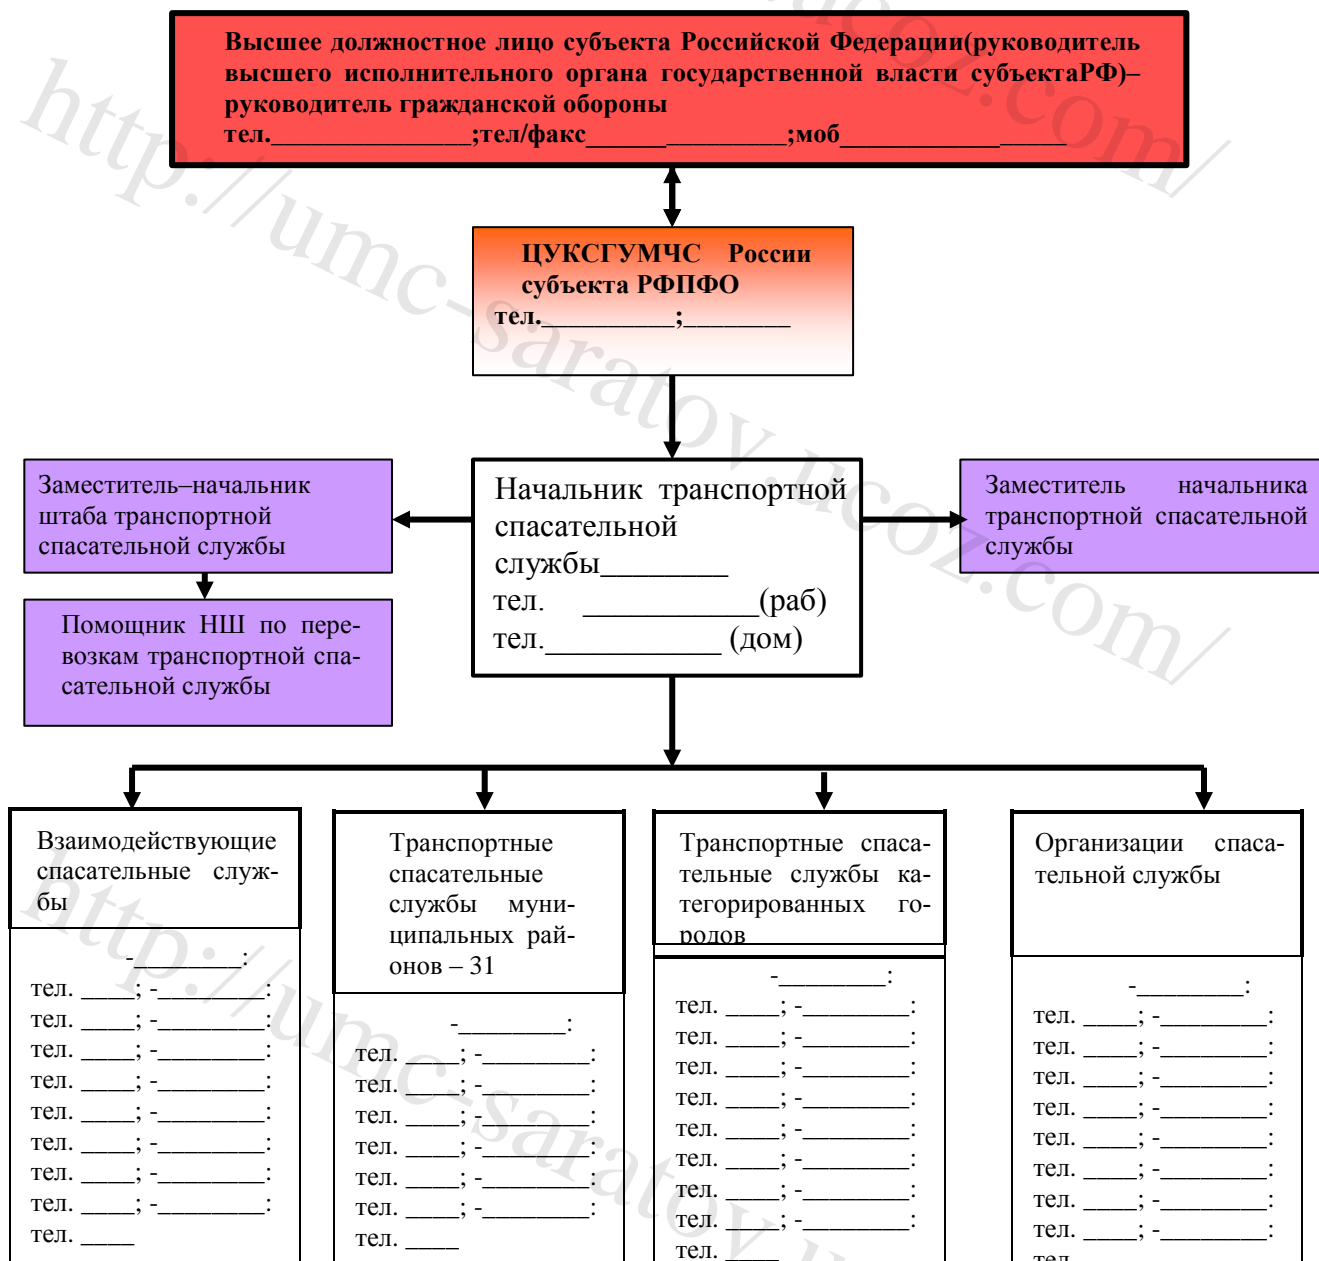 Высшее должностное лицо субъекта Российской Федерации(руководитель
высшего исполнительного органа государственной власти субъектаРФ)–
руководитель гражданской обороны
тел._______________;тел/факс_______________;моб_________________
ЦУКСГУМЧС России
субъекта РФПФО
тел.__________;________
Заместитель–начальник
штаба транспортной
спасательной службы
Начальник транспортной
спасательной
службы________
тел. ___________(раб)
тел.___________ (дом)
Заместитель начальника
транспортной спасательной
службы
Помощник НШ по пере-
возкам транспортной спа-
сательной службы
Взаимодействующие
спасательные служ-
бы
-________:
тел. ____; -________:
тел. ____; -________:
тел. ____; -________:
тел. ____; -________:
тел. ____; -________:
тел. ____; -________:
тел. ____; -________:
тел. ____; -________:
тел. ____
Транспортные
спасательные
службы муни-
ципальных рай-
онов – 31
-________:
тел. ____; -________:
тел. ____; -________:
тел. ____; -________:
тел. ____; -________:
тел. ____; -________:
тел. ____; -________:
тел. ____
Транспортные спаса-
тельные службы ка-
тегорированных го-
родов
-________:
тел. ____; -________:
тел. ____; -________:
тел. ____; -________:
тел. ____; -________:
тел. ____; -________:
тел. ____; -________:
тел. ____; -________:
тел. ____; -________:
тел. ____
Организации спаса-
тельной службы
-________:
тел. ____; -________:
тел. ____; -________:
тел. ____; -________:
тел. ____; -________:
тел. ____; -________:
тел. ____; -________:
тел. ____; -________:
тел. ____; -________:
тел. ____
http://umc-saratov.ucoz.com/
http://umc-saratov.u
ucoz.com/